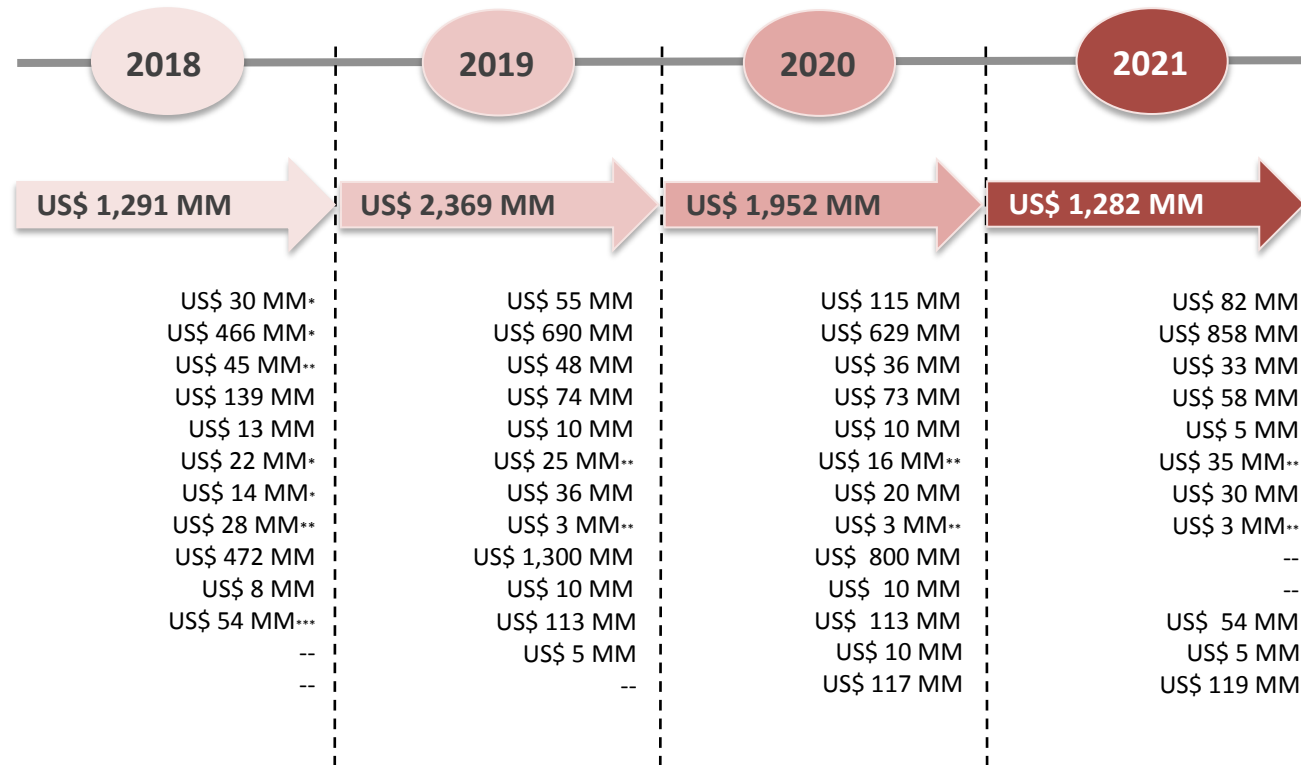 2018
2019
2020
2021
US$ 1,291 MM
US$ 2,369 MM
US$ 1,952 MM
US$ 1,282 MM
US$ 30 MM*
US$ 466 MM*
US$ 45 MM**
US$ 139 MM
US$ 13 MM
US$ 22 MM*
US$ 14 MM*
US$ 28 MM**
US$ 472 MM
US$ 8 MM
US$ 54 MM***
--
--
US$ 55 MM
US$ 690 MM
US$ 48 MM
US$ 74 MM
US$ 10 MM
US$ 25 MM**
US$ 36 MM
US$ 3 MM**
US$ 1,300 MM
US$ 10 MM
US$ 113 MM
US$ 5 MM
--
US$ 115 MM
US$ 629 MM
US$ 36 MM
US$ 73 MM
US$ 10 MM
US$ 16 MM**
US$ 20 MM
US$ 3 MM**
US$ 800 MM
US$ 10 MM
US$ 113 MM
US$ 10 MM
US$ 117 MM
US$ 82 MM
US$ 858 MM
US$ 33 MM
US$ 58 MM
US$ 5 MM
US$ 35 MM**
US$ 30 MM
US$ 3 MM**
--
--
US$ 54 MM
US$ 5 MM
US$ 119 MM